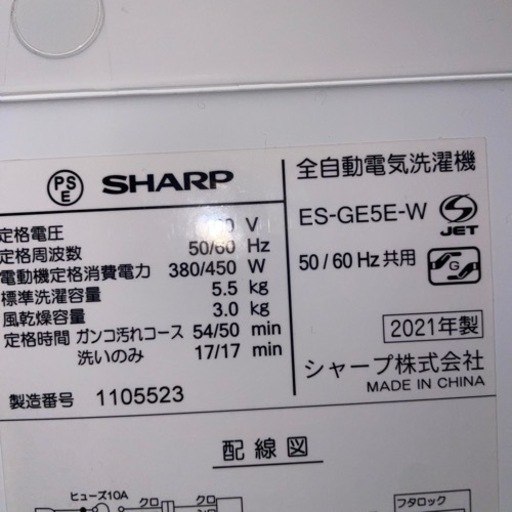 PS
E
SHARP
定格電圧 V
定格周波数 50/60 Hz
電動機定格消費電力 380/450 W
標準洗濯容量 5.5 kg
風乾燥容量 3.0 kg
定格時間 ガンコ汚れコース 54/50 min
洗いのみ 17/17 min
製造番号 1105523
全自動電気洗濯機
ES-GE5E-W
JET
50/60 Hz 共用
G
2021年製
シャープ株式会社
MADE IN CHINA
配線図
ヒューズ10A
クロ
クロ
フタロック